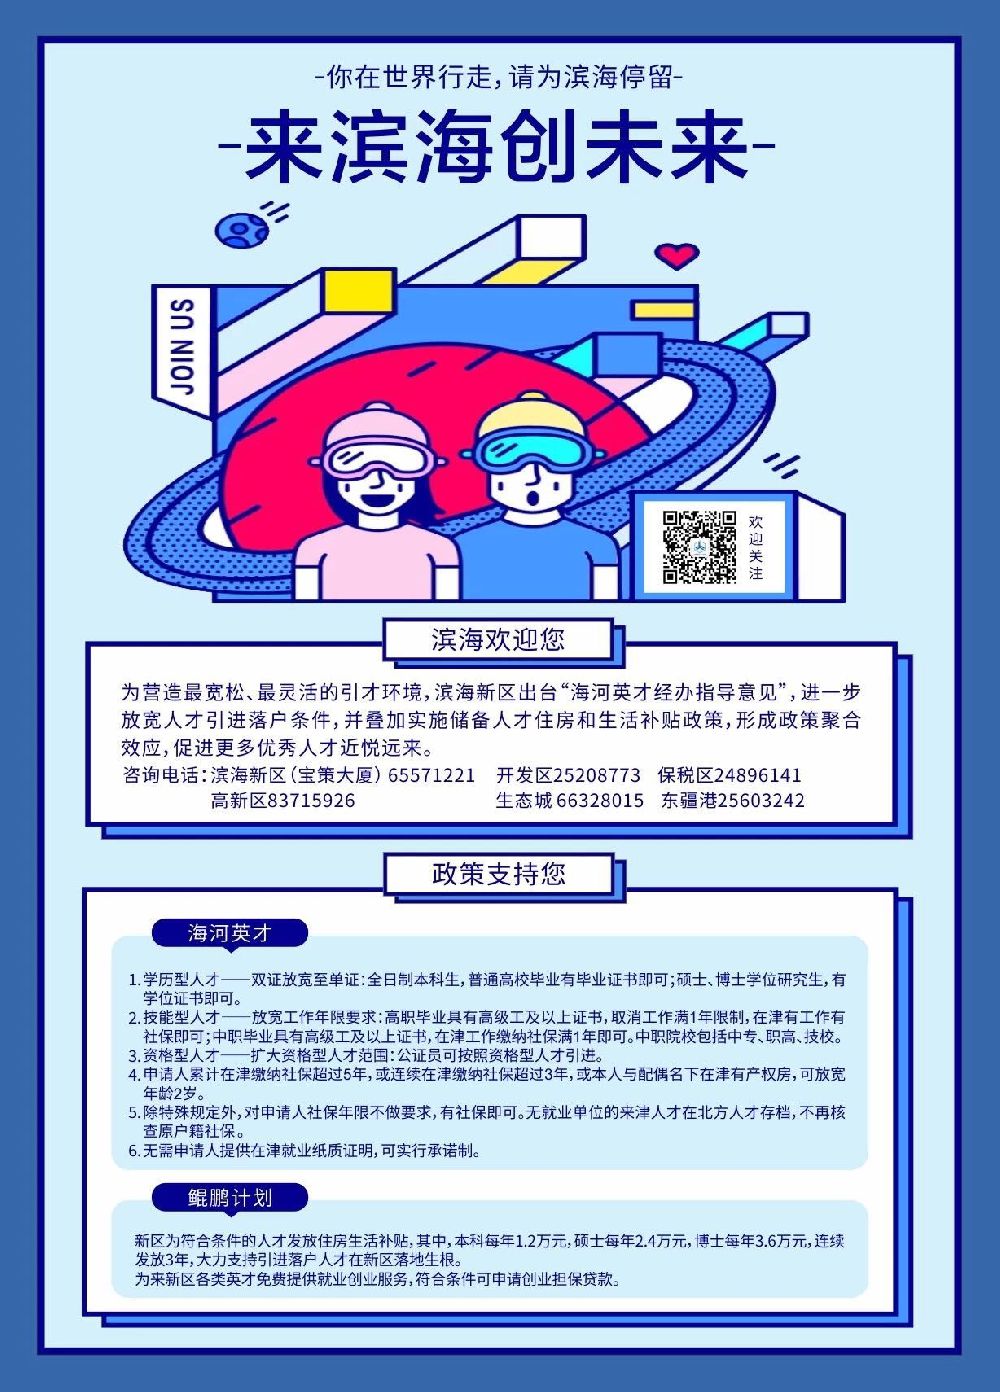 -你在世界行走，请为滨海停留-
-来滨海创未来-
JOIN US
欢迎关注
滨海欢迎您
为营造最宽松、最灵活的引才环境，滨海新区出台“海河英才经办指导意见”，进一步
放宽人才引进落户条件，并叠加实施储备人才住房和生活补贴政策，形成政策聚合
效应，促进更多优秀人才近悦远来。
咨询电话：滨海新区（宝策大厦）65571221 开发区25208773 保税区24896141
高新区83715926 生态城66328015 东疆港25603242
政策支持您
海河英才
1.学历型人才——双证放宽至单证：全日制本科生，普通高校毕业有毕业证书即可；硕士、博士学位研究生，有
学位证书即可。
2.技能型人才——放宽工作年限要求：高职毕业具有高级工及以上证书，取消工作满1年限制，在津有工作有
社保即可；中职毕业具有高级工及以上证书，在津工作缴纳社保满1年即可。中职院校包括中专、职高、技校。
3.资格型人才——扩大资格型人才范围：公证员可按照资格型人才引进。
4.申请人累计在津缴纳社保超过5年，或连续在津缴纳社保超过3年，或本人与配偶名下在津有产权房，可放宽
年龄2岁。
5.除特殊规定外，对申请人社保年限不做要求，有社保即可。无就业单位的来津人才在北方人才存档，不再核
查原户籍社保。
6.无需申请人提供在津就业纸质证明，可实行承诺制。
鲲鹏计划
新区为符合条件的人才发放住房生活补贴，其中，本科每年1.2万元，硕士每年2.4万元，博士每年3.6万元，连续
发放3年，大力支持引进落户人才在新区落地生根。
为来新区各类英才免费提供就业创业服务，符合条件可申请创业担保贷款。